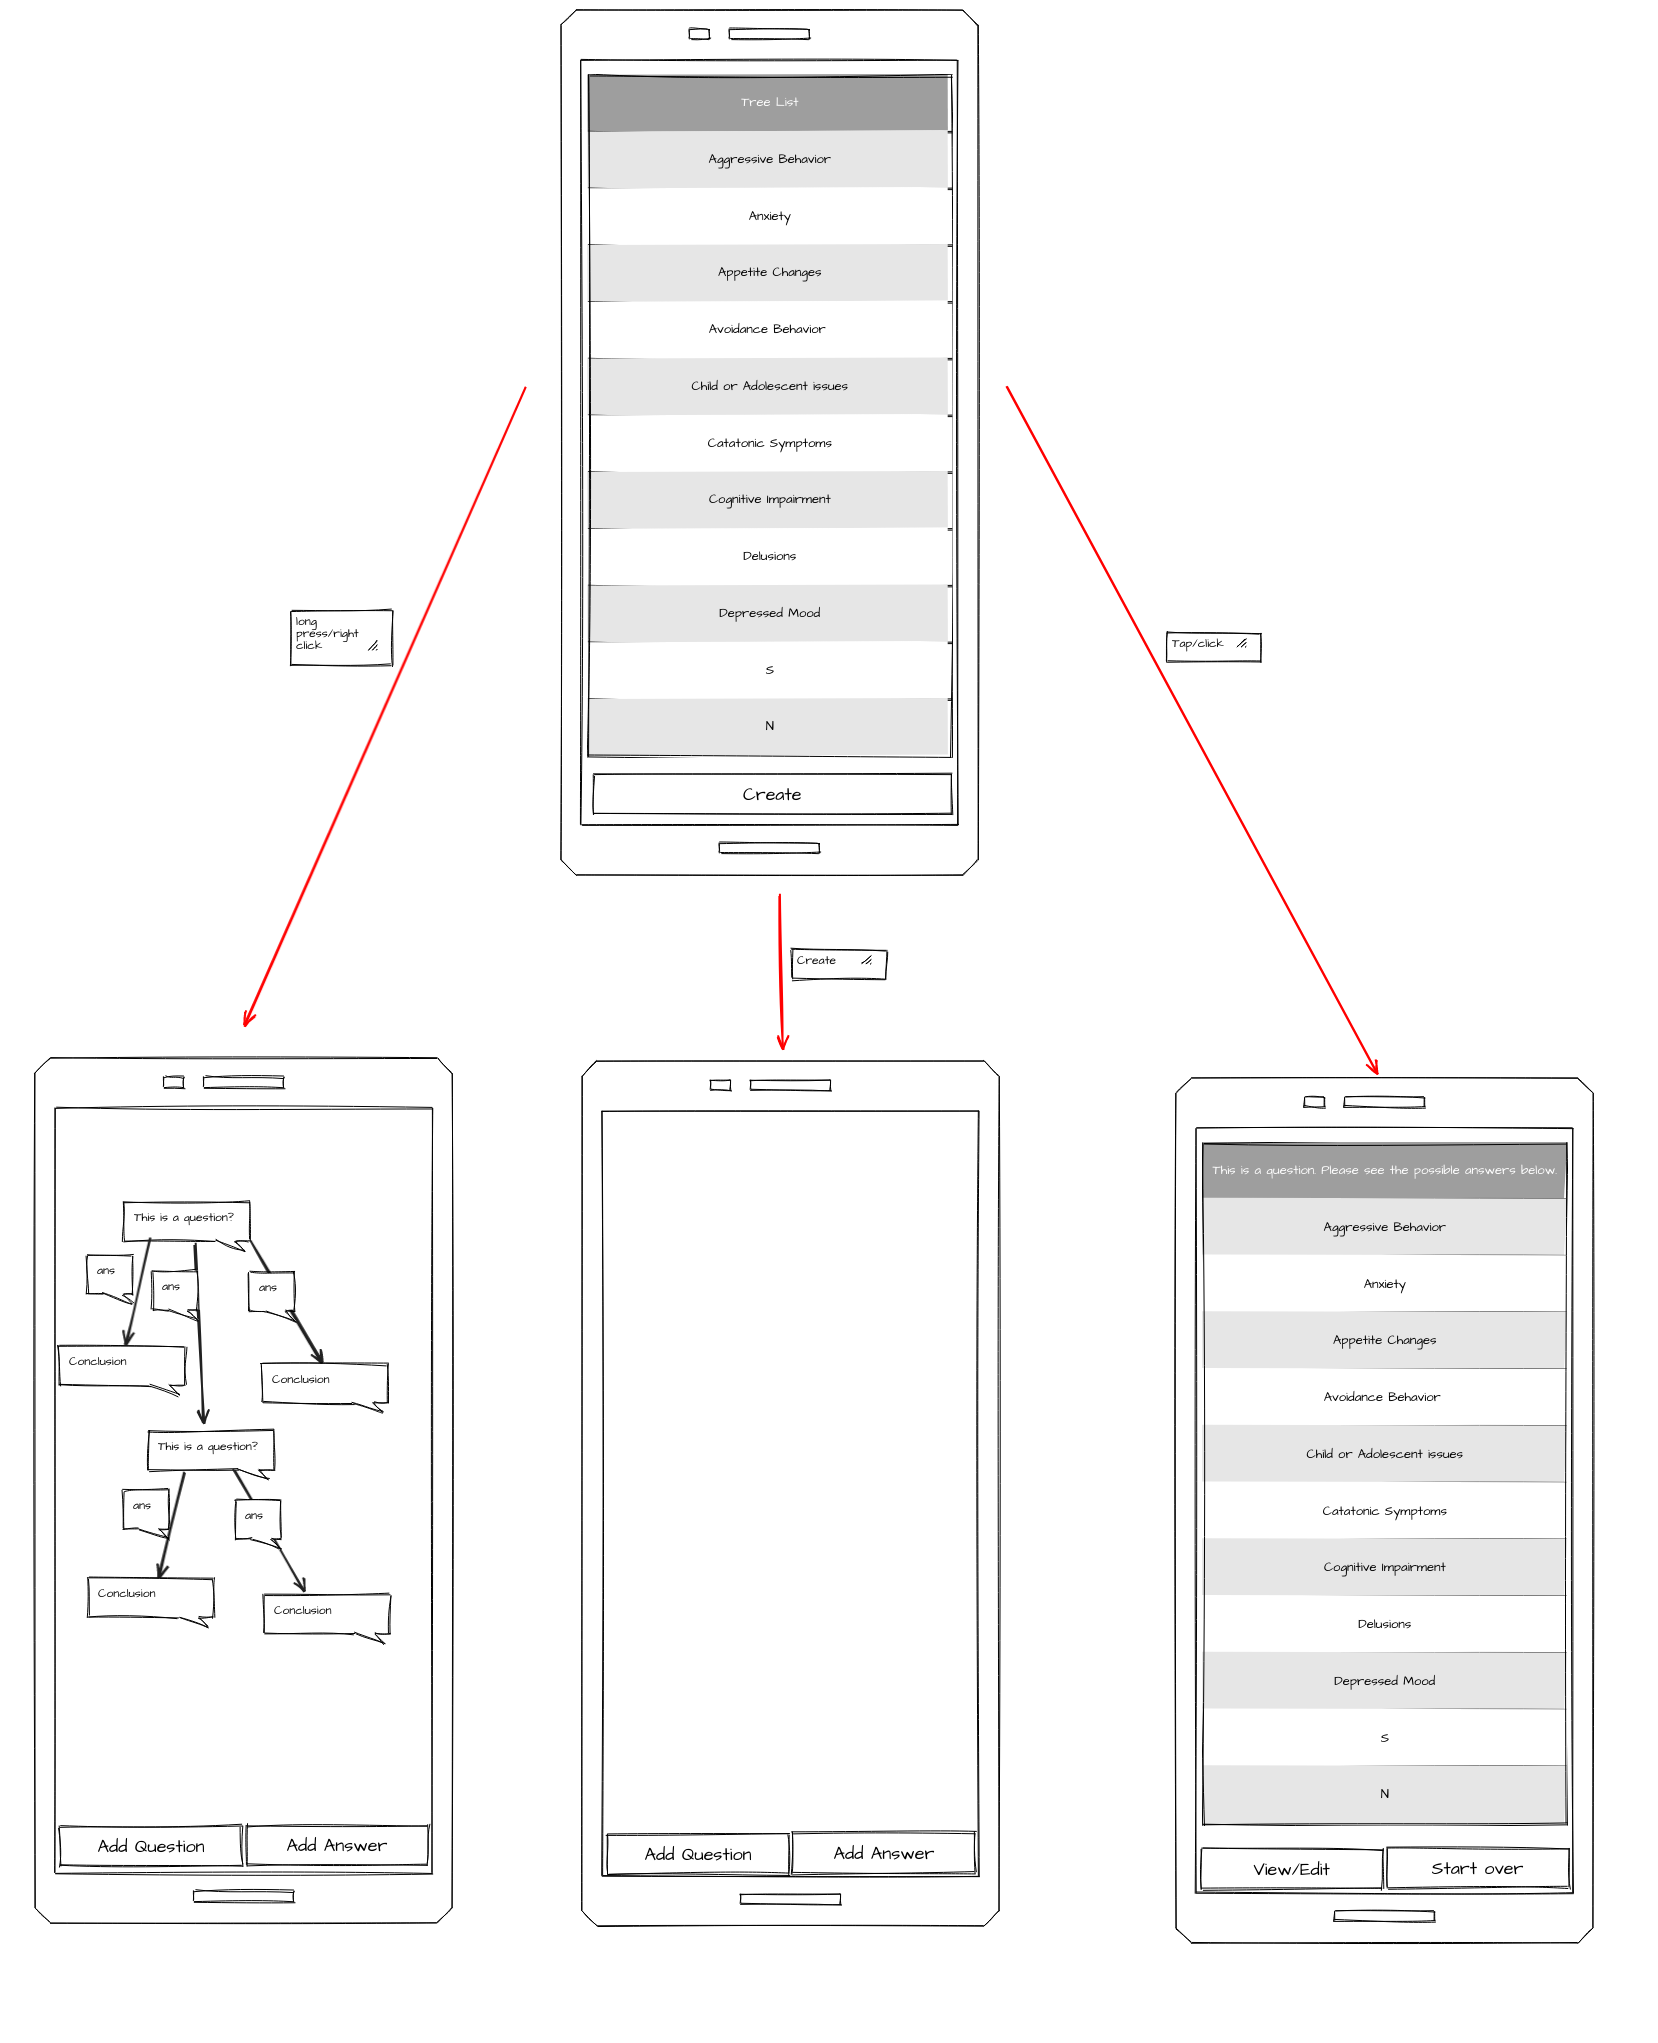 Tree List
Aggressive Behavior
Anxiety
Appetite Changes
Avoidance Behavior
Child or Adolescent issues
Catatonic Symptoms
Cognitive Impairment
Delusions
Depressed Mood
S
N
Create
long
press/right
click
Tap/click
Create
This is a question?
ans
ans
ans
Conclusion
Conclusion
This is a question?
ans
ans
Conclusion
Conclusion
Add Question
Add Answer
Add Question
Add Answer
This is a question. Please see the possible answers below.
Aggressive Behavior
Anxiety
Appetite Changes
Avoidance Behavior
Child or Adolescent issues
Catatonic Symptoms
Cognitive Impairment
Delusions
Depressed Mood
S
N
View/Edit
Start over